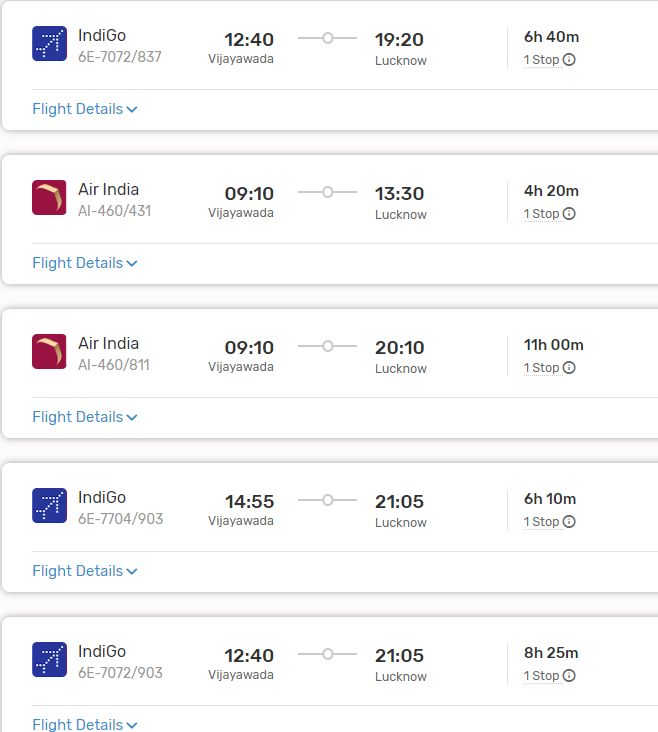 IndiGo 12:40 19:20 6h 40m
6E-7072/837 Vijayawada Lucknow 1 Stop
Flight Details
Air India 09:10 13:30 4h 20m
AI-460/431 Vijayawada Lucknow 1 Stop
Flight Details
Air India 09:10 20:10 11h 00m
AI-460/811 Vijayawada Lucknow 1 Stop
Flight Details
IndiGo 14:55 21:05 6h 10m
6E-7704/903 Vijayawada Lucknow 1 Stop
Flight Details
IndiGo 12:40 21:05 8h 25m
6E-7072/903 Vijayawada Lucknow 1 Stop
Flight Details